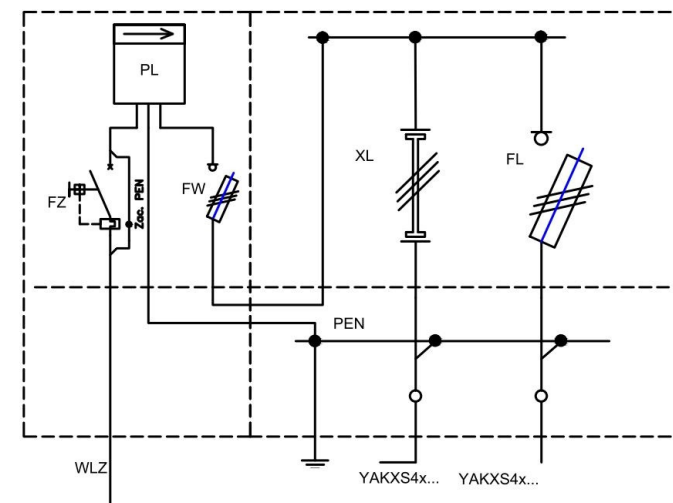 PL
XL
FL
FZ
Zac. PEN
FW
PEN
WLZ
YAKXS4x...
YAKXS4x...